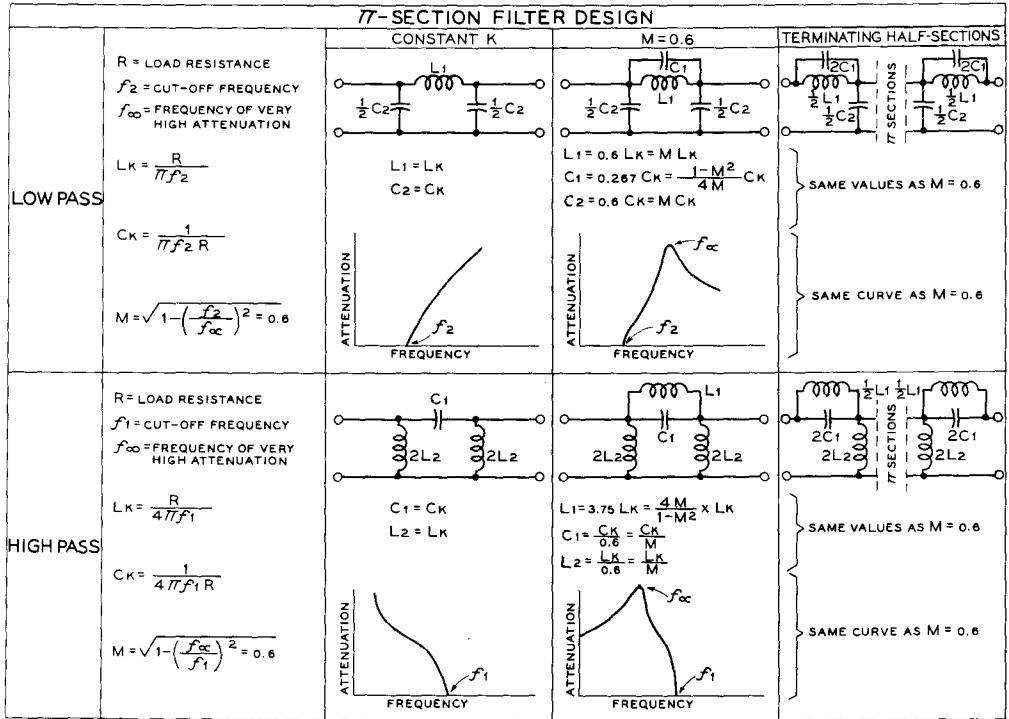 π-SECTION FILTER DESIGN
CONSTANT K
M=0.6
TERMINATING HALF-SECTIONS
LOW PASS
R = LOAD RESISTANCE
f2 = CUT-OFF FREQUENCY
f∞ = FREQUENCY OF VERY
HIGH ATTENUATION
LK = R / πf2
CK = 1 / πf2 R
M = √1-(f2/f∝)2 = 0.6
L1
½C2
½C2
L1 = LK
C2 = CK
ATTENUATION
f2
FREQUENCY
C1
L1
½C2
½C2
L1 = 0.6 LK = M LK
C1 = 0.267 CK = 1-M2/4M CK
C2 = 0.6 CK = M CK
ATTENUATION
f∝
f2
FREQUENCY
2C1
½L1
½C2
π SECTIONS
2C1
½L1
½C2
SAME VALUES AS M = 0.6
SAME CURVE AS M = 0.6
HIGH PASS
R = LOAD RESISTANCE
f1 = CUT-OFF FREQUENCY
f∞ = FREQUENCY OF VERY
HIGH ATTENUATION
LK = R / 4πf1
CK = 1 / 4πf1R
M = √1-(f∝/f1)2 = 0.6
C1
2L2
2L2
C1 = CK
L2 = LK
ATTENUATION
f1
FREQUENCY
L1
C1
2L2
2L2
L1 = 3.75 LK = 4M/1-M2 x LK
C1 = CK/0.6 = CK/M
L2 = LK/0.6 = LK/M
ATTENUATION
f∝
f1
FREQUENCY
½L1
½L1
2C1
2L2
π SECTIONS
2C1
2L2
SAME VALUES AS M = 0.6
SAME CURVE AS M = 0.6